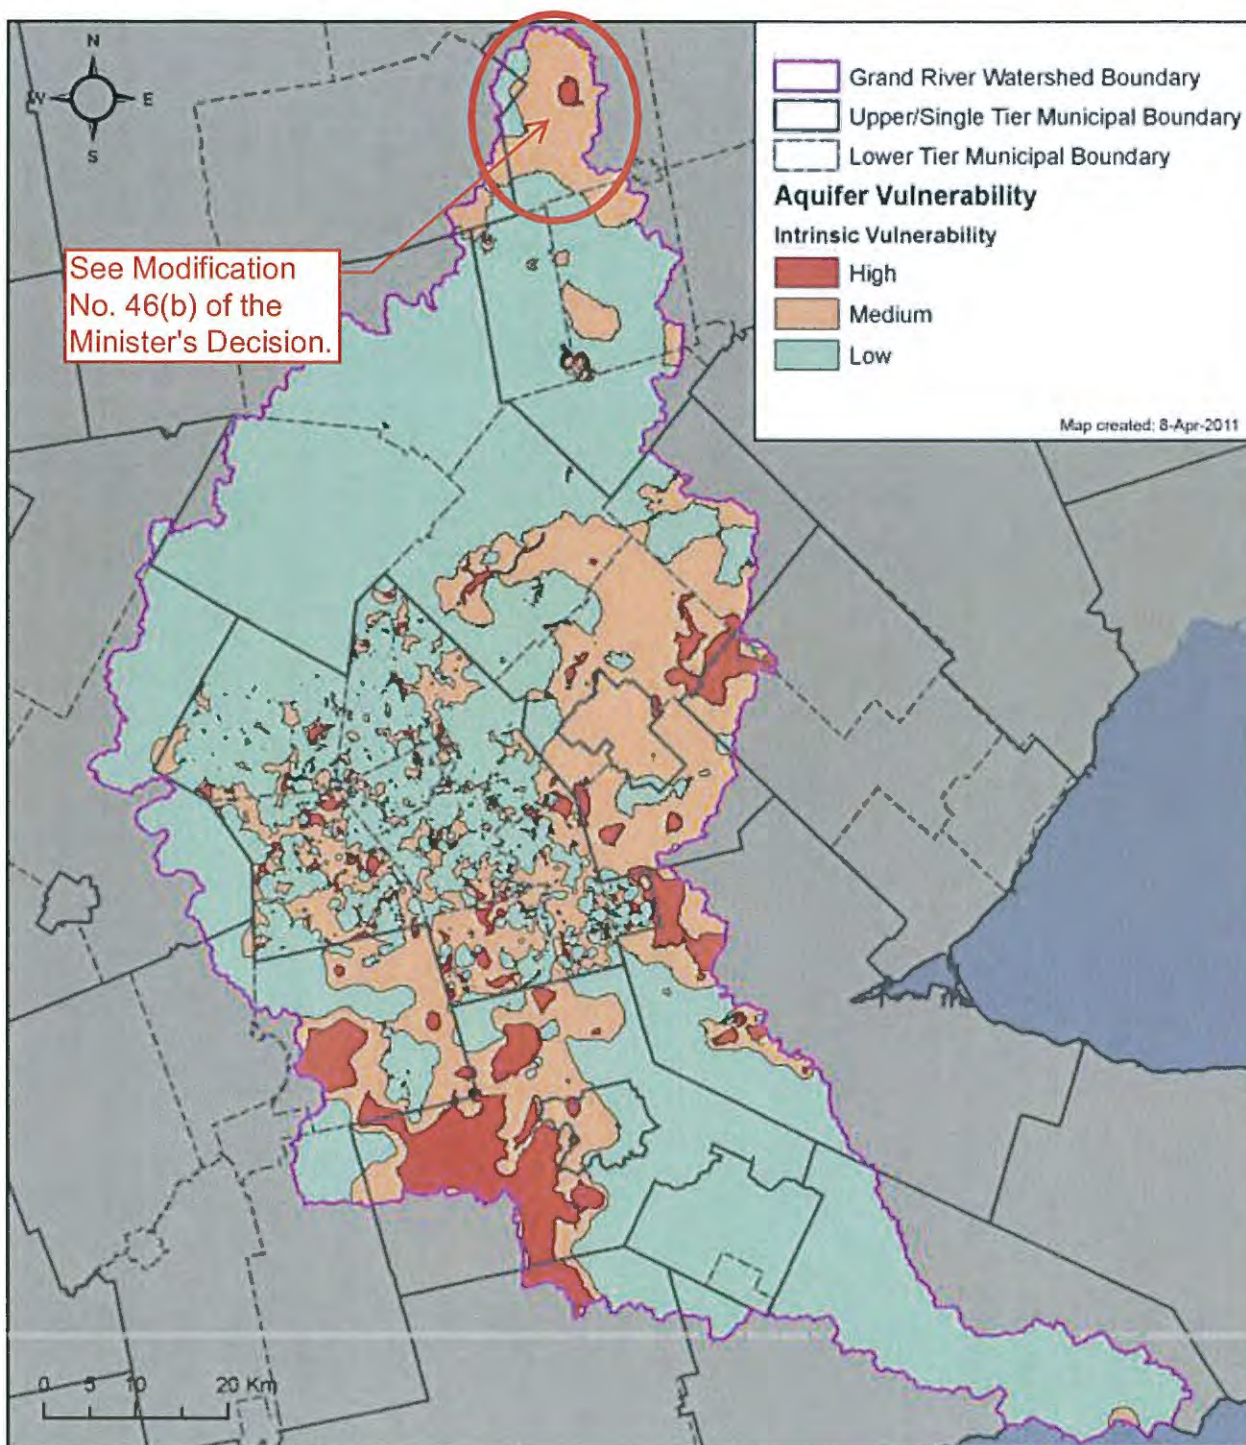 N
W
E
S
Grand River Watershed Boundary
Upper/Single Tier Municipal Boundary
Lower Tier Municipal Boundary
Aquifer Vulnerability
Intrinsic Vulnerability
High
Medium
Low
Map created: 8-Apr-2011
See Modification
No. 46(b) of the
Minister's Decision.
0 5 10 20 Km